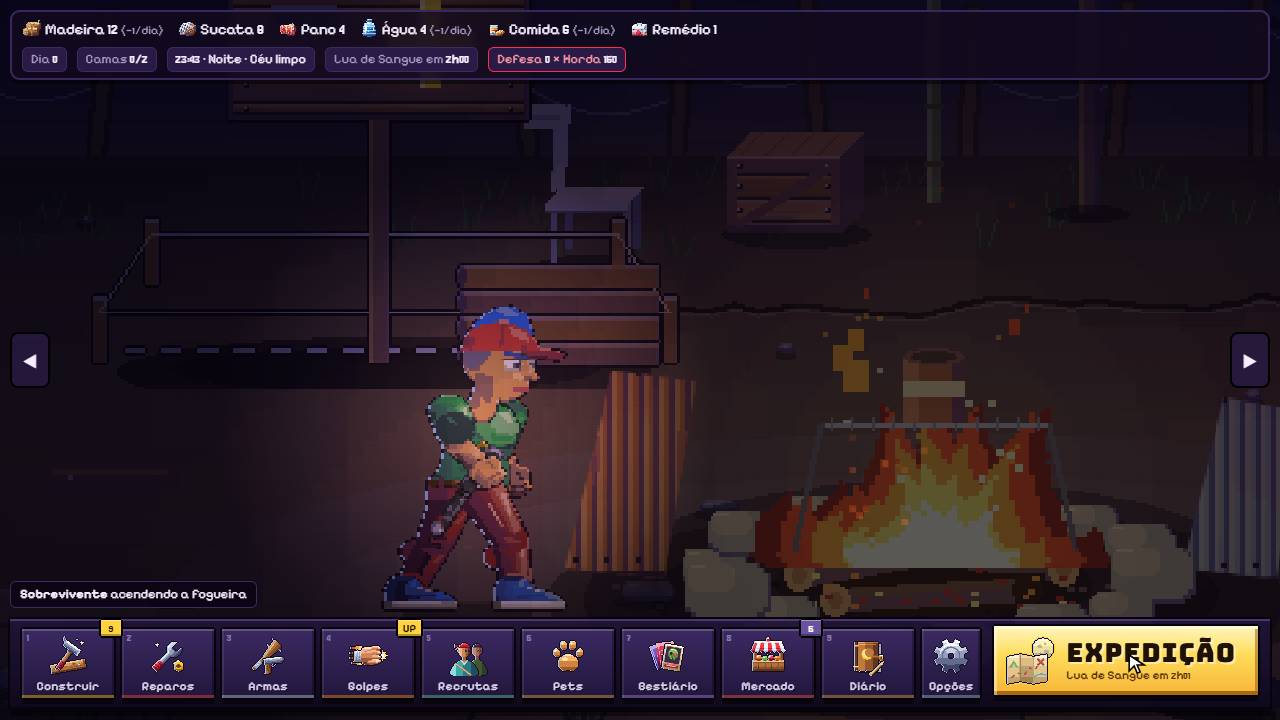 Madeira 12 (-1/dia) Sucata 8 Pano 4 Água 4 (-1/dia) Comida 6 (-1/dia) Remédio 1
Dia 0 Camas 0/2 23:43 · Noite · Céu limpo Lua de Sangue em 2h00 Defesa 0 × Horda 160
Sobrevivente acendendo a fogueira
9 UP 6
1 2 3 4 5 6 7 8 9
Construir Reparos Armas Golpes Recrutas Pets Bestiário Mercado Diário Opções
EXPEDIÇÃO
Lua de Sangue em 2h01